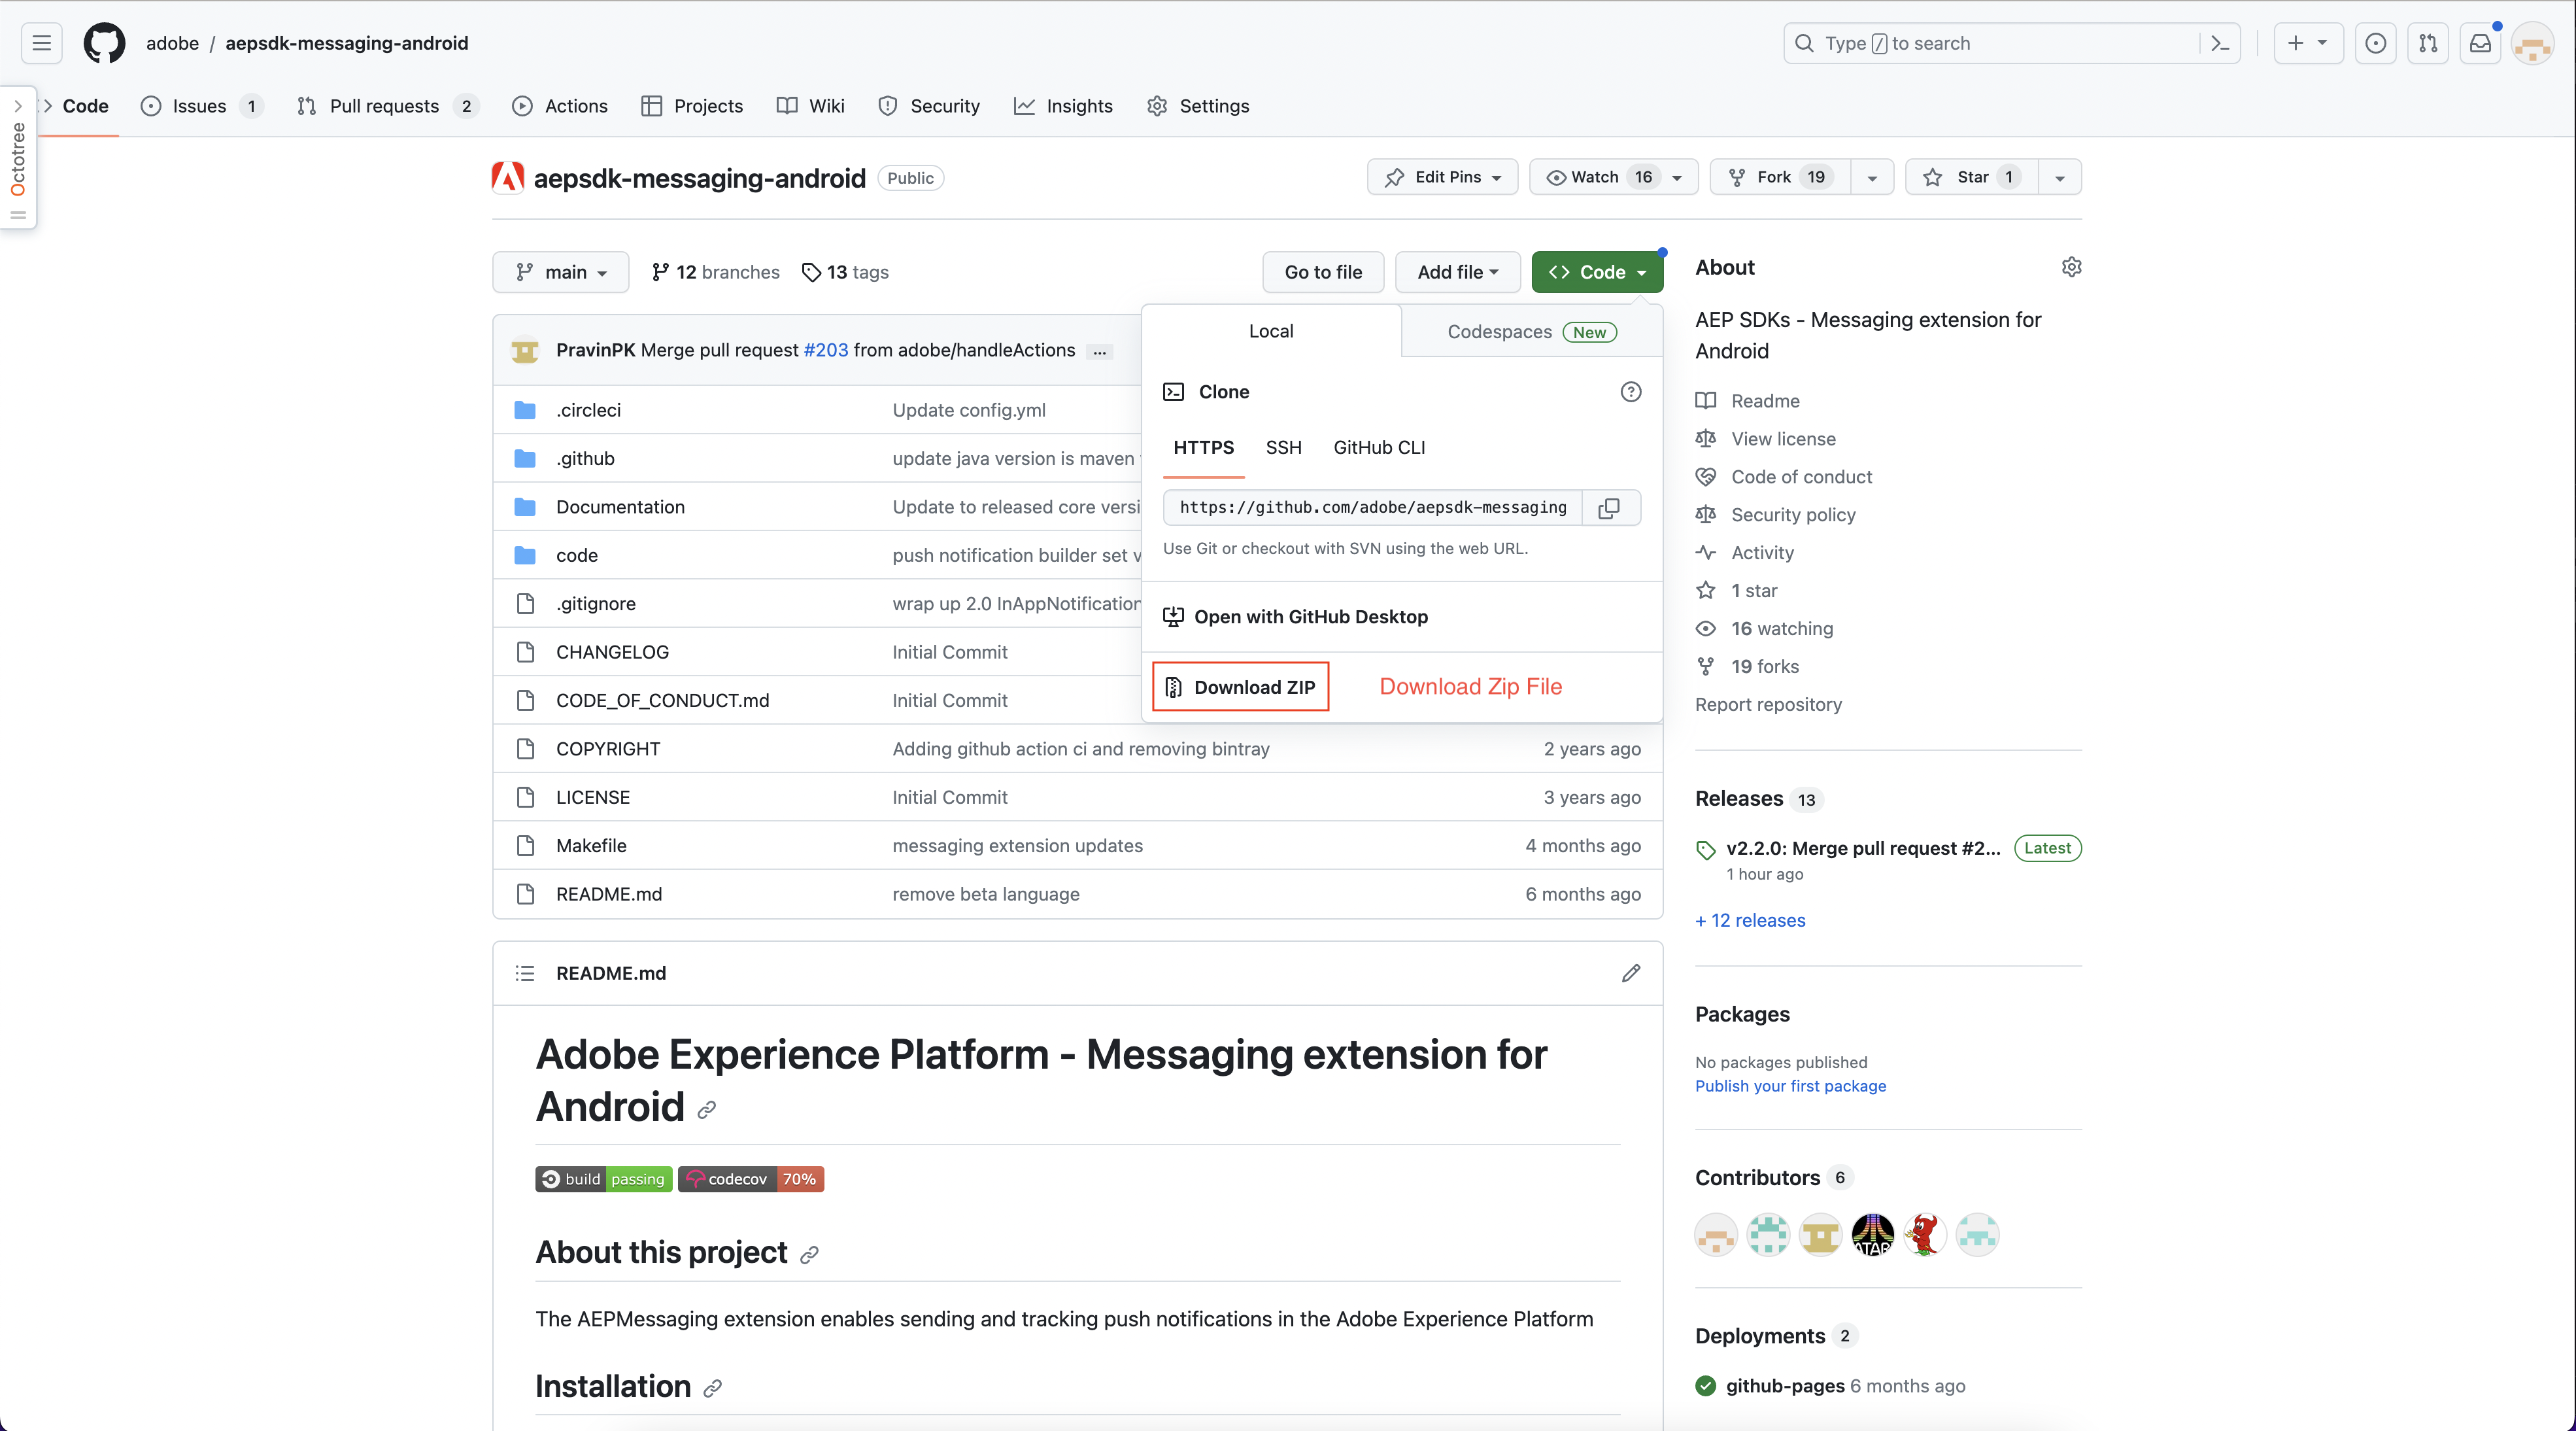 adobe / aepsdk-messaging-android
Type / to search
Code Issues 1 Pull requests 2 Actions Projects Wiki Security Insights Settings
Octotree
aepsdk-messaging-android Public
Edit Pins Watch 16 Fork 19 Star 1
main 12 branches 13 tags
Go to file Add file Code
PravinPK Merge pull request #203 from adobe/handleActions ...
.circleci Update config.yml
.github update java version is maven
Documentation Update to released core versi
code push notification builder set v
.gitignore wrap up 2.0 InAppNotification
CHANGELOG Initial Commit
CODE_OF_CONDUCT.md Initial Commit
COPYRIGHT Adding github action ci and removing bintray 2 years ago
LICENSE Initial Commit 3 years ago
Makefile messaging extension updates 4 months ago
README.md remove beta language 6 months ago
Local Codespaces New
Clone
HTTPS SSH GitHub CLI
https://github.com/adobe/aepsdk-messaging
Use Git or checkout with SVN using the web URL.
Open with GitHub Desktop
Download ZIP Download Zip File
README.md
Adobe Experience Platform - Messaging extension for
Android
build passing codecov 70%
About this project
The AEPMessaging extension enables sending and tracking push notifications in the Adobe Experience Platform
Installation
About
AEP SDKs - Messaging extension for
Android
Readme
View license
Code of conduct
Security policy
Activity
1 star
16 watching
19 forks
Report repository
Releases 13
v2.2.0: Merge pull request #2... Latest
1 hour ago
+ 12 releases
Packages
No packages published
Publish your first package
Contributors 6
ATARI
Deployments 2
github-pages 6 months ago